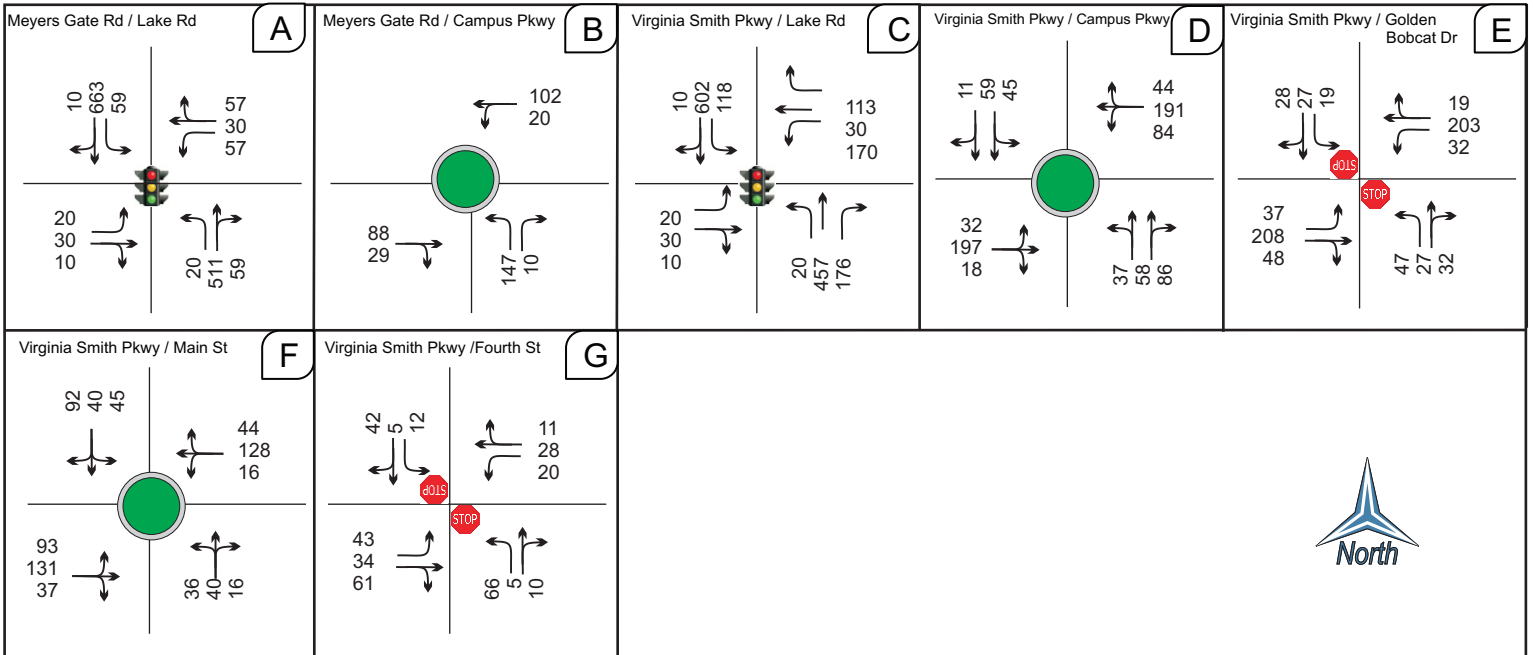 Meyers Gate Rd / Lake Rd
A
10 663 59
57
30
57
20
30
10
20 511 59
Meyers Gate Rd / Campus Pkwy
B
102
20
88
29
147 10
Virginia Smith Pkwy / Lake Rd
C
10 602 118
113
30
170
20
30
10
20 457 176
Virginia Smith Pkwy / Campus Pkwy
D
11 59 45
44
191
84
32
197
18
37 58 86
Virginia Smith Pkwy / Golden
Bobcat Dr
E
28 27 19
19
203
32
STOP
STOP
37
208
48
47 27 32
Virginia Smith Pkwy / Main St
F
92 40 45
44
128
16
93
131
37
36 40 16
Virginia Smith Pkwy /Fourth St
G
42 5 12
11
28
20
STOP
STOP
43
34
61
66 5 10
North